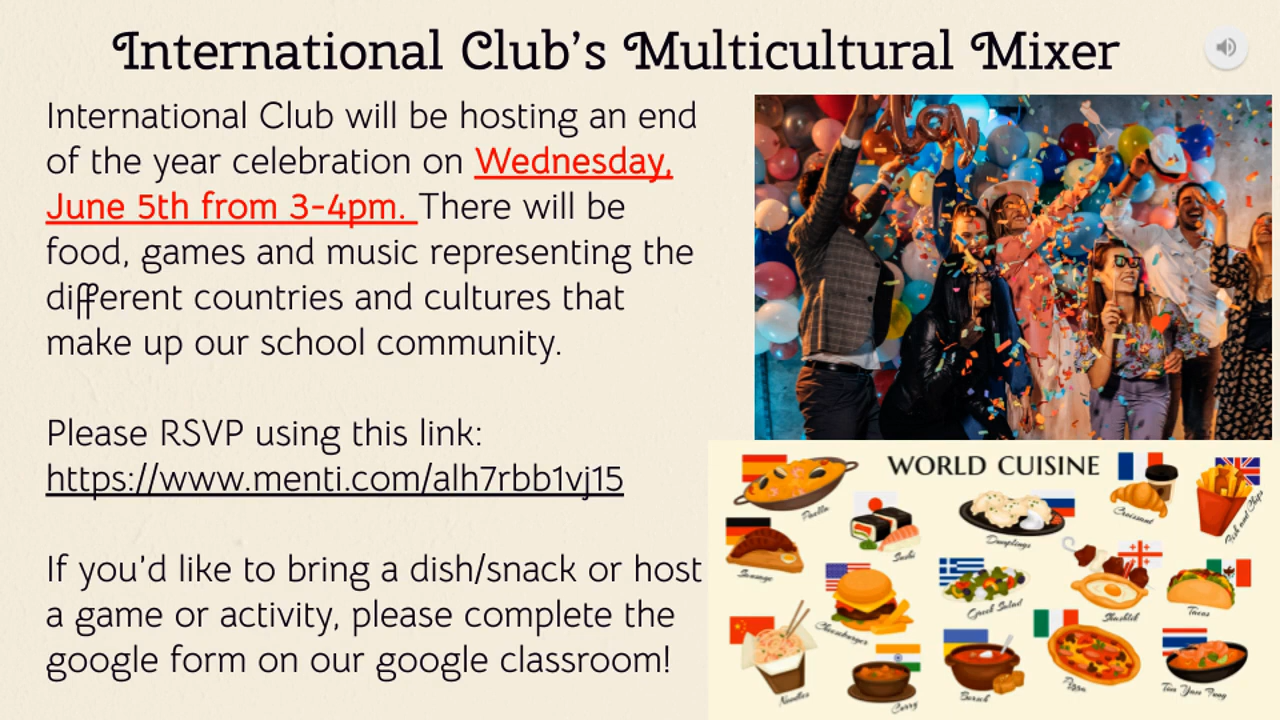 International Club's Multicultural Mixer
International Club will be hosting an end
of the year celebration on Wednesday,
June 5th from 3-4pm. There will be
food, games and music representing the
different countries and cultures that
make up our school community.
Please RSVP using this link:
https://www.menti.com/alh7rbb1vj15
If you'd like to bring a dish/snack or host
a game or activity, please complete the
google form on our google classroom!
WORLD CUISINE
Paella
Sushi
Dumplings
Croissant
Fish and Chips
Sausage
Cheeseburger
Greek Salad
Shashlik
Tacos
Noodles
Curry
Borsch
Pizza
Tom Yam Kung